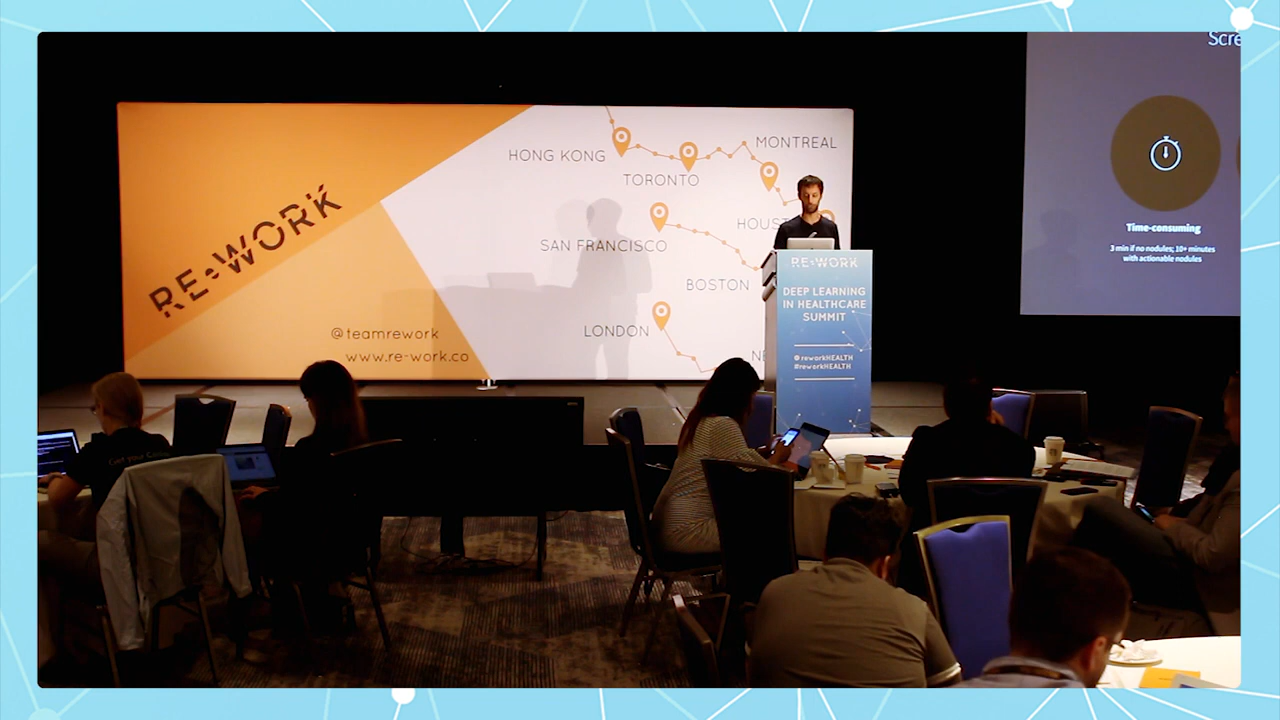 RE•WORK
@teamrework
www.re-work.co
HONG KONG
TORONTO
MONTREAL
SAN FRANCISCO
BOSTON
LONDON
RE•WORK
DEEP LEARNING
IN HEALTHCARE
SUMMIT
@reworkHEALTH
#reworkHEALTH
Time-consuming
3 min if no nodules; 10+ minutes
with actionable nodules